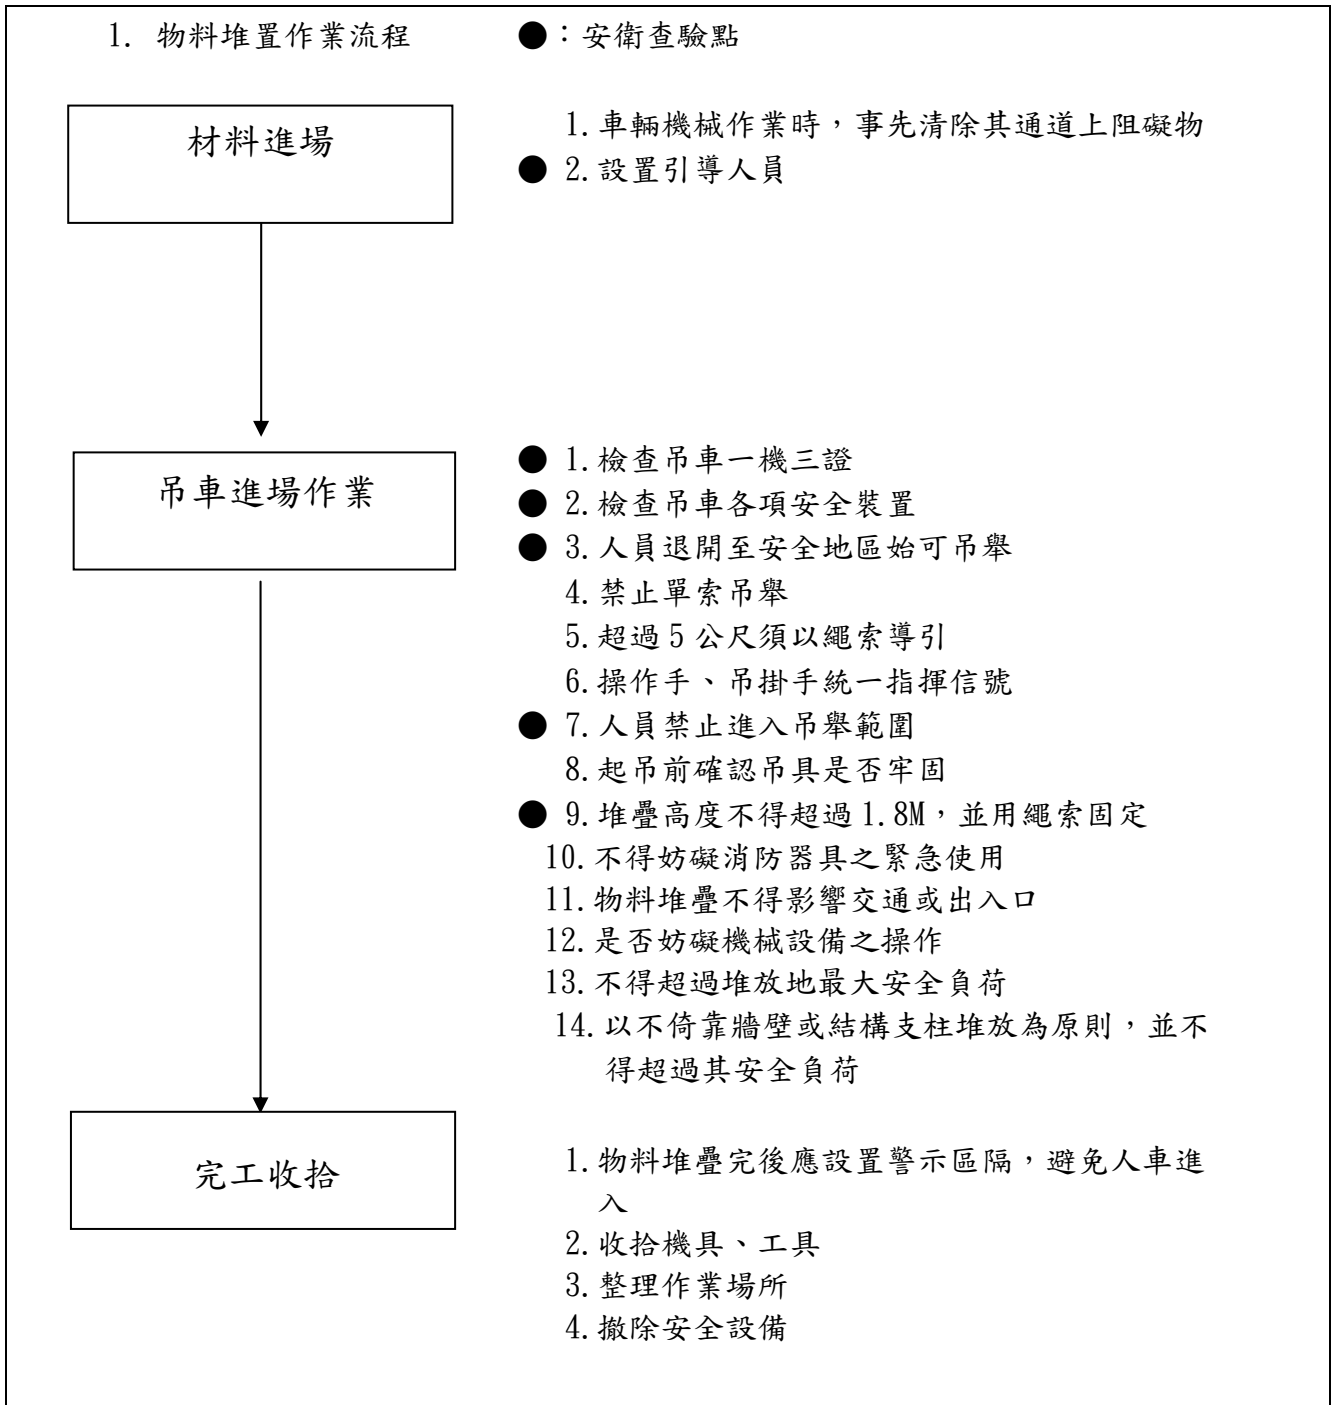 1. 物料堆置作業流程 ●：安衛查驗點
材料進場
1.車輛機械作業時，事先清除其通道上阻礙物
● 2.設置引導人員
吊車進場作業
● 1.檢查吊車一機三證
● 2.檢查吊車各項安全裝置
● 3.人員退開至安全地區始可吊舉
4.禁止單索吊舉
5.超過5公尺須以繩索導引
6.操作手、吊掛手統一指揮信號
● 7.人員禁止進入吊舉範圍
8.起吊前確認吊具是否牢固
● 9.堆疊高度不得超過1.8M，並用繩索固定
10.不得妨礙消防器具之緊急使用
11.物料堆疊不得影響交通或出入口
12.是否妨礙機械設備之操作
13.不得超過堆放地最大安全負荷
14.以不倚靠牆壁或結構支柱堆放為原則，並不
得超過其安全負荷
完工收拾
1.物料堆疊完後應設置警示區隔，避免人車進
入
2.收拾機具、工具
3.整理作業場所
4.撤除安全設備